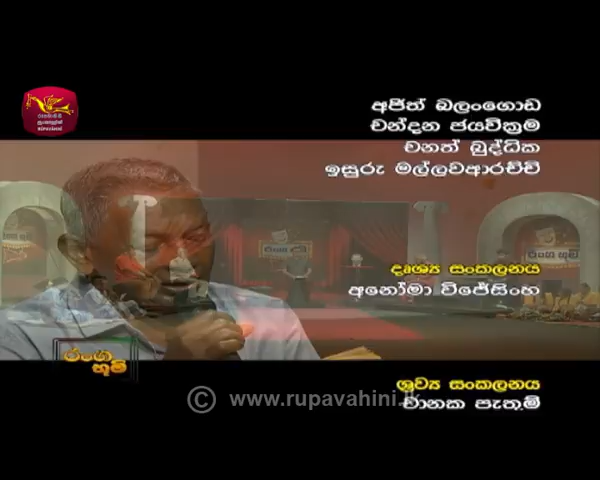 අජිත් බලංගොඩ
චන්දන ජයවික්‍රම
චනත් බුද්ධික
ඉසුරු මල්ලවආරච්චි
රංග භූමි
දෘශ්‍ය සංකලනය
අනෝමා විජේසිංහ
රංග
භූමි
ශ්‍රව්‍ය සංකලනය
චානක පැතුම්
© www.rupavahini.lk